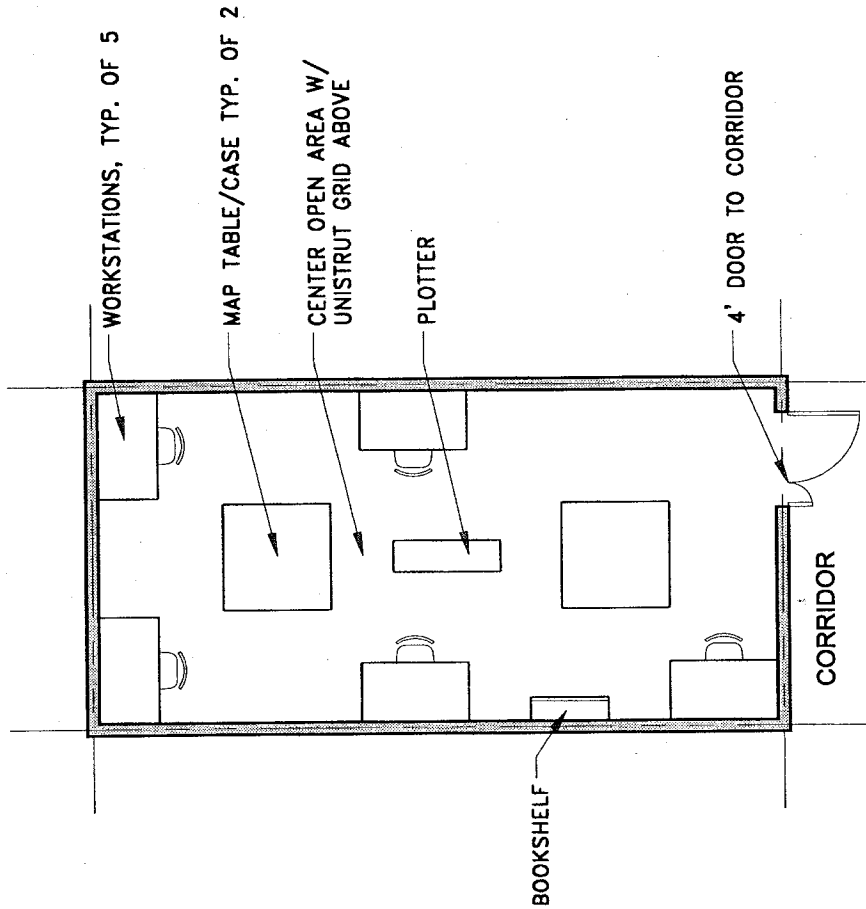 WORKSTATIONS, TYP. OF 5
MAP TABLE/CASE TYP. OF 2
CENTER OPEN AREA W/
UNISTRUT GRID ABOVE
PLOTTER
4' DOOR TO CORRIDOR
BOOKSHELF
CORRIDOR